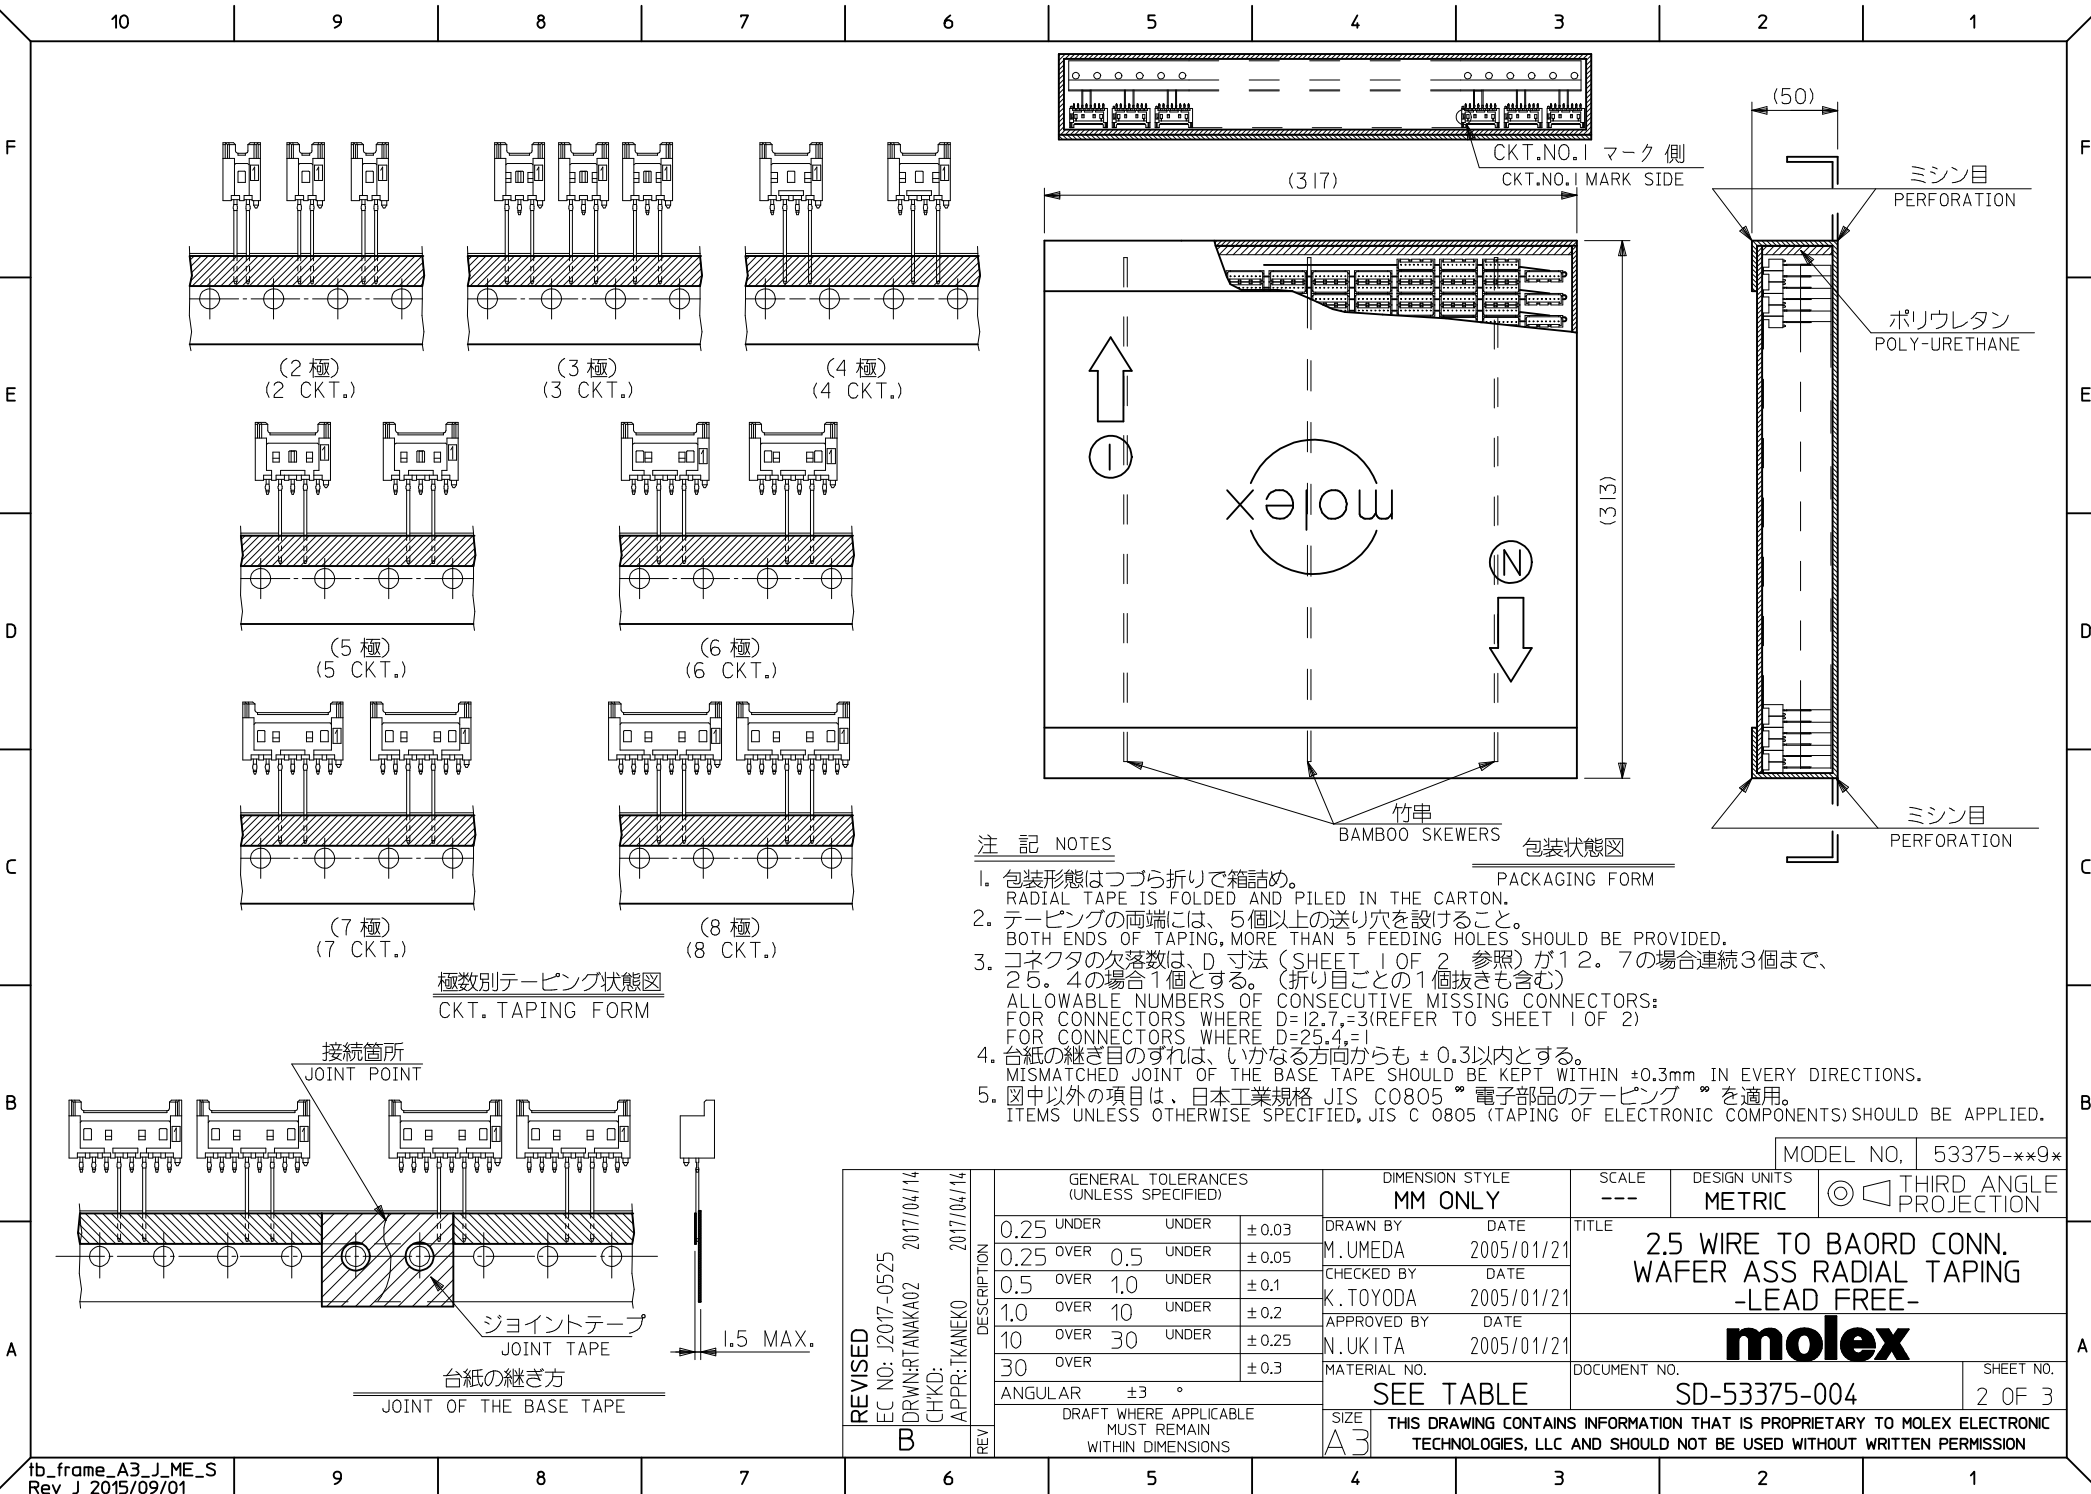 10 9 8 7 6 5 4 3 2 1
F
E
D
C
B
A
F
E
D
C
B
A
(2 極)
(2 CKT.)
(3 極)
(3 CKT.)
(4 極)
(4 CKT.)
(5 極)
(5 CKT.)
(6 極)
(6 CKT.)
(7 極)
(7 CKT.)
(8 極)
(8 CKT.)
極数別テーピング状態図
CKT. TAPING FORM
接続箇所
JOINT POINT
ジョイントテープ
JOINT TAPE
1.5 MAX.
台紙の継ぎ方
JOINT OF THE BASE TAPE
CKT.NO.1 マーク 側
CKT.NO.1 MARK SIDE
(317)
(50)
(313)
ミシン目
PERFORATION
ポリウレタン
POLY-URETHANE
1
molex
N
竹串
BAMBOO SKEWERS
ミシン目
PERFORATION
包装状態図
PACKAGING FORM
注 記 NOTES
1. 包装形態はつづら折りで箱詰め。
RADIAL TAPE IS FOLDED AND PILED IN THE CARTON.
2. テーピングの両端には、5個以上の送り穴を設けること。
BOTH ENDS OF TAPING, MORE THAN 5 FEEDING HOLES SHOULD BE PROVIDED.
3. コネクタの欠落数は、D 寸法 (SHEET 1 OF 2 参照) が12。7の場合連続3個まで、
25。4の場合1個とする。(折り目ごとの1個抜きも含む)
ALLOWABLE NUMBERS OF CONSECUTIVE MISSING CONNECTORS:
FOR CONNECTORS WHERE D=12.7,=3(REFER TO SHEET 1 OF 2)
FOR CONNECTORS WHERE D=25.4,=1
4. 台紙の継ぎ目のずれは、いかなる方向からも ±0.3以内とする。
MISMATCHED JOINT OF THE BASE TAPE SHOULD BE KEPT WITHIN ±0.3mm IN EVERY DIRECTIONS.
5. 図中以外の項目は、日本工業規格 JIS C0805 " 電子部品のテーピング " を適用。
ITEMS UNLESS OTHERWISE SPECIFIED, JIS C 0805 (TAPING OF ELECTRONIC COMPONENTS) SHOULD BE APPLIED.
MODEL NO, 53375-**9*
REVISED
EC NO: J2017-0525
DRWN:RTANAKA02 2017/04/14
CH'KD:
APPR:TKANEKO 2017/04/14
B
DESCRIPTION
REV
GENERAL TOLERANCES
(UNLESS SPECIFIED)
0.25 UNDER UNDER ±0.03
0.25 OVER 0.5 UNDER ±0.05
0.5 OVER 1.0 UNDER ±0.1
1.0 OVER 10 UNDER ±0.2
10 OVER 30 UNDER ±0.25
30 OVER ±0.3
ANGULAR ±3 °
DRAFT WHERE APPLICABLE
MUST REMAIN
WITHIN DIMENSIONS
DIMENSION STYLE
MM ONLY
SCALE
---
DESIGN UNITS
METRIC
THIRD ANGLE
PROJECTION
DRAWN BY DATE
M.UMEDA 2005/01/21
CHECKED BY DATE
K.TOYODA 2005/01/21
APPROVED BY DATE
N.UKITA 2005/01/21
TITLE
2.5 WIRE TO BAORD CONN.
WAFER ASS RADIAL TAPING
-LEAD FREE-
molex
MATERIAL NO.
SEE TABLE
DOCUMENT NO.
SD-53375-004
SHEET NO.
2 OF 3
SIZE
A3
THIS DRAWING CONTAINS INFORMATION THAT IS PROPRIETARY TO MOLEX ELECTRONIC
TECHNOLOGIES, LLC AND SHOULD NOT BE USED WITHOUT WRITTEN PERMISSION
tb_frame_A3_J_ME_S
Rev J 2015/09/01
9 8 7 6 5 4 3 2 1